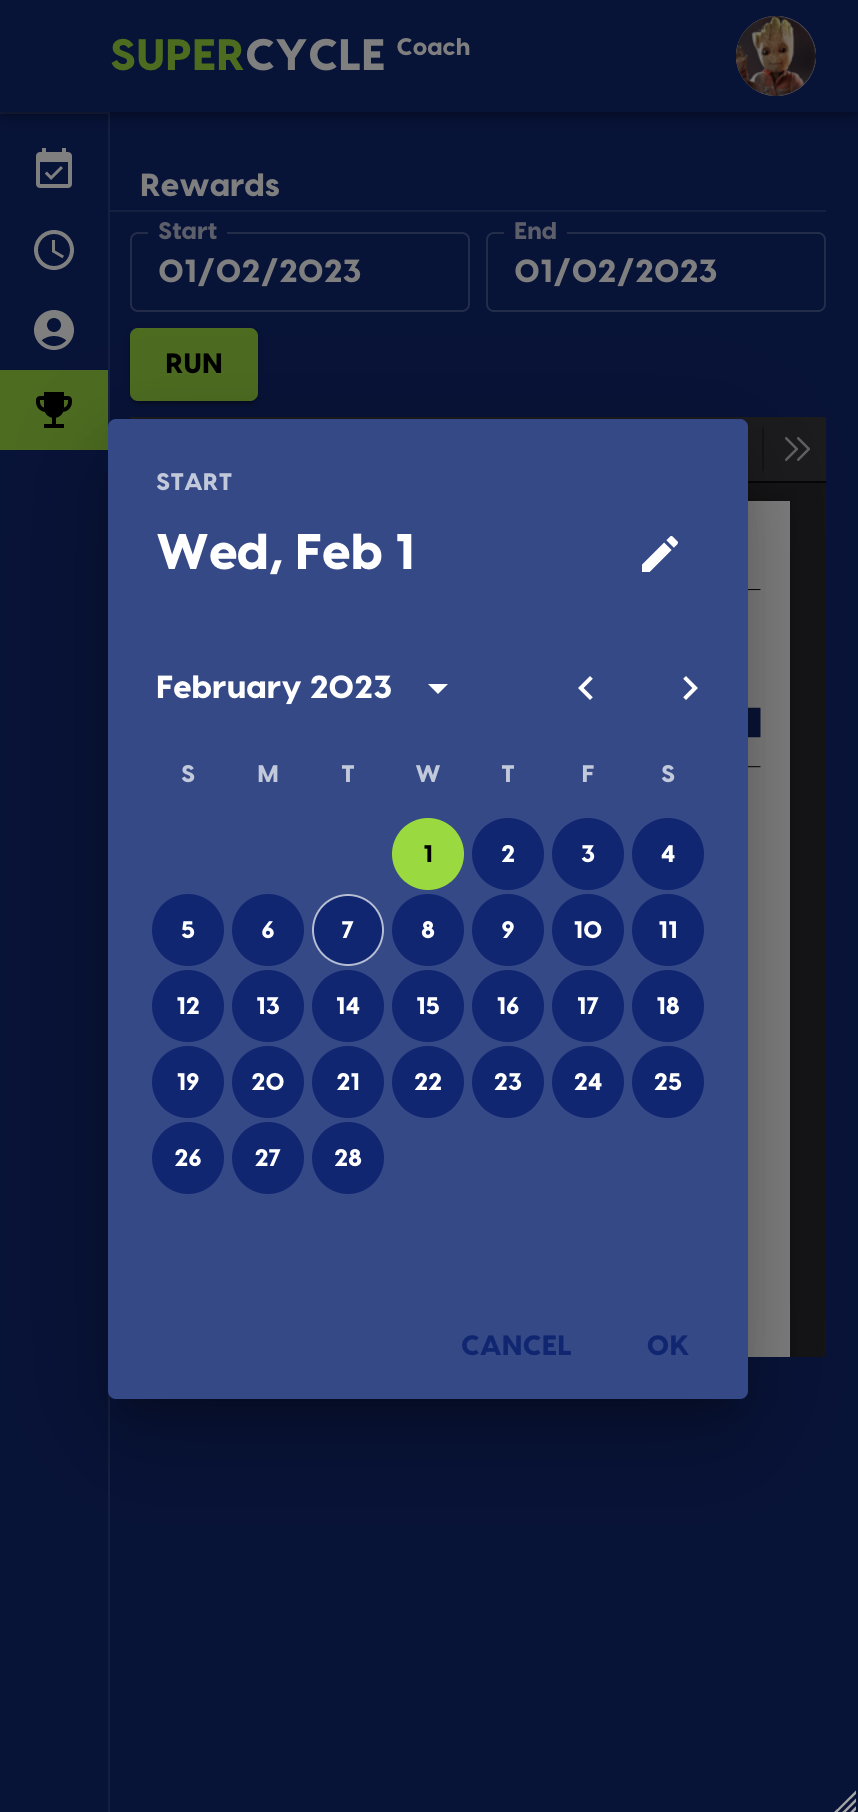 SUPERCYCLE Coach
Rewards
Start End
01/02/2023 01/02/2023
RUN
START
Wed, Feb 1
February 2023
S M T W T F S
1 2 3 4
5 6 7 8 9 10 11
12 13 14 15 16 17 18
19 20 21 22 23 24 25
26 27 28
CANCEL OK